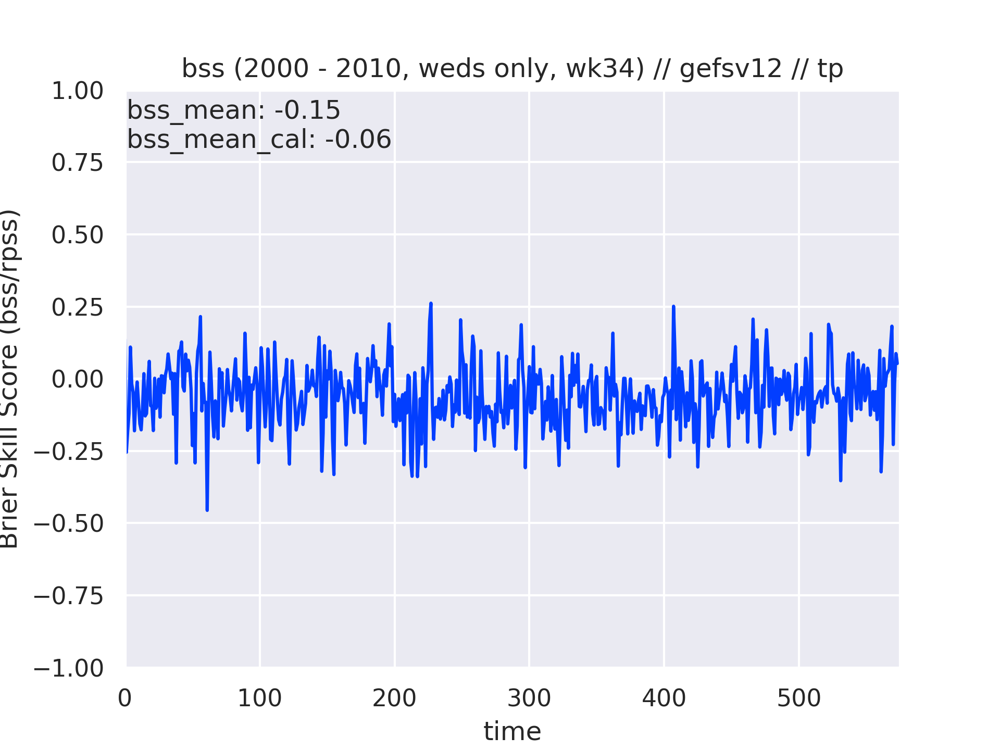 bss (2000 - 2010, weds only, wk34) // gefsv12 // tp
bss_mean: -0.15
bss_mean_cal: -0.06
1.00
0.75
0.50
0.25
0.00
−0.25
−0.50
−0.75
−1.00
Brier Skill Score (bss/rpss)
0 100 200 300 400 500
time